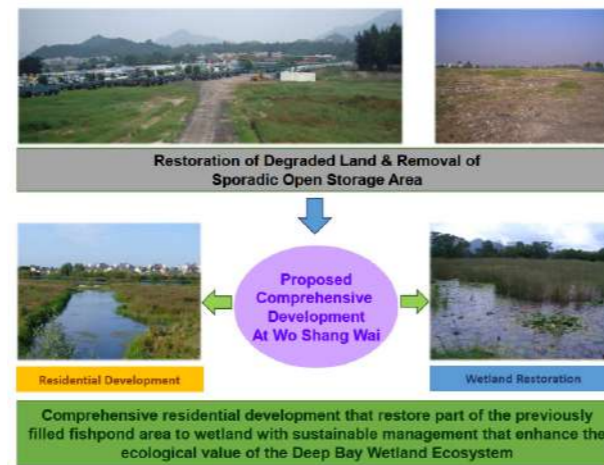 Restoration of Degraded Land & Removal of
Sporadic Open Storage Area
Proposed
Comprehensive
Development
At Wo Shang Wai
Residential Development
Wetland Restoration
Comprehensive residential development that restore part of the previously
filled fishpond area to wetland with sustainable management that enhance the
ecological value of the Deep Bay Wetland Ecosystem